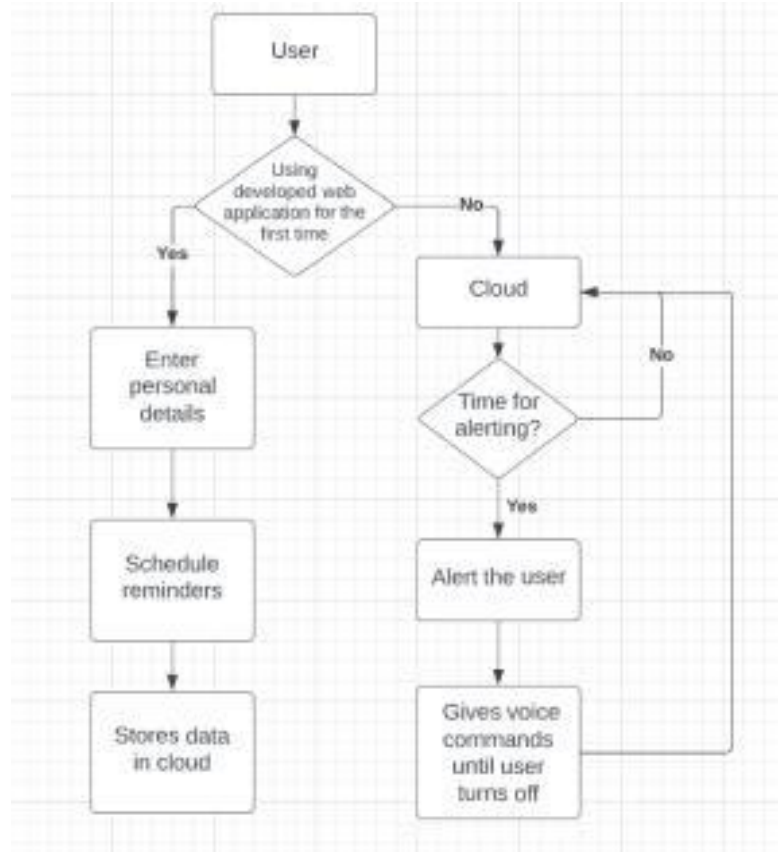 User
Using
developed web
application for the
first time
No
Yes
Cloud
Enter
personal
details
No
Time for
alerting?
Yes
Schedule
reminders
Alert the user
Stores data
in cloud
Gives voice
commands
until user
turns off